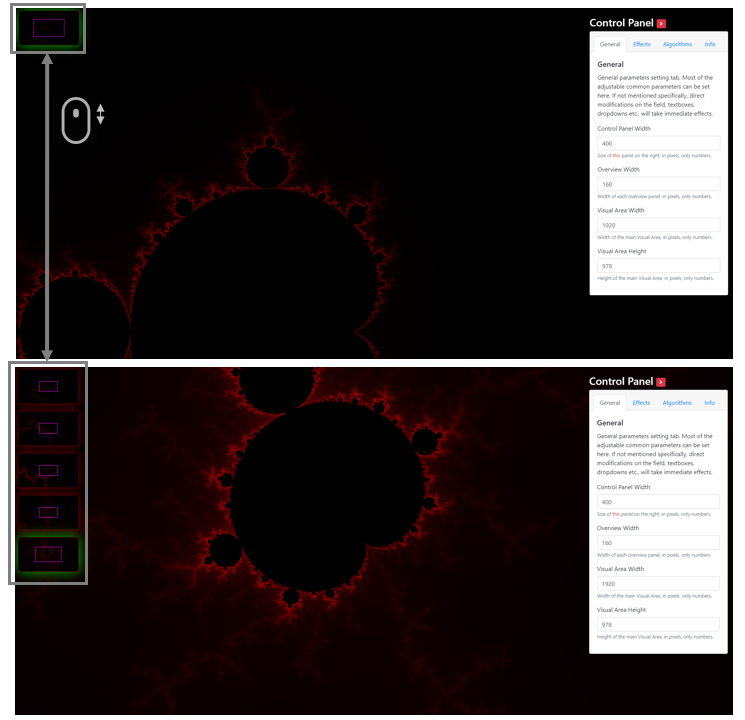 Control Panel
General Effects Algorithms Info
General
General parameters setting tab. Most of the
adjustable common parameters can be set
here. If not mentioned specifically, direct
modifications on the field, textboxes,
dropdowns etc., will take immediate effects.
Control Panel Width
400
Size of this panel on the right, in pixels, only numbers.
Overview Width
160
Width of each overview panel, in pixels, only numbers.
Visual Area Width
1920
Width of the main Visual Area, in pixels, only numbers.
Visual Area Height
978
Height of the main Visual Area, in pixels, only numbers.
Control Panel
General Effects Algorithms Info
General
General parameters setting tab. Most of the
adjustable common parameters can be set
here. If not mentioned specifically, direct
modifications on the field, textboxes,
dropdowns etc., will take immediate effects.
Control Panel Width
400
Size of this panel on the right, in pixels, only numbers.
Overview Width
160
Width of each overview panel, in pixels, only numbers.
Visual Area Width
1920
Width of the main Visual Area, in pixels, only numbers.
Visual Area Height
978
Height of the main Visual Area, in pixels, only numbers.